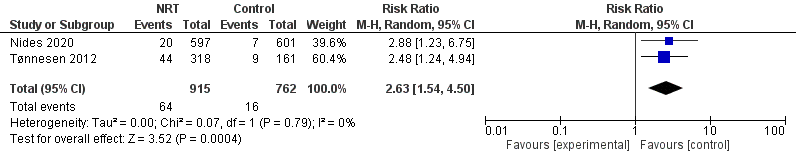 NRT Control Risk Ratio Risk Ratio
Study or Subgroup Events Total Events Total Weight M-H, Random, 95% CI M-H, Random, 95% CI
Nides 2020 20 597 7 601 39.6% 2.88 [1.23, 6.75]
Tønnesen 2012 44 318 9 161 60.4% 2.48 [1.24, 4.94]
Total (95% CI) 915 762 100.0% 2.63 [1.54, 4.50]
Total events 64 16
Heterogeneity: Tau² = 0.00; Chi² = 0.07, df = 1 (P = 0.79); I² = 0%
Test for overall effect: Z = 3.52 (P = 0.0004)
0.01 0.1 1 10 100
Favours [experimental] Favours [control]